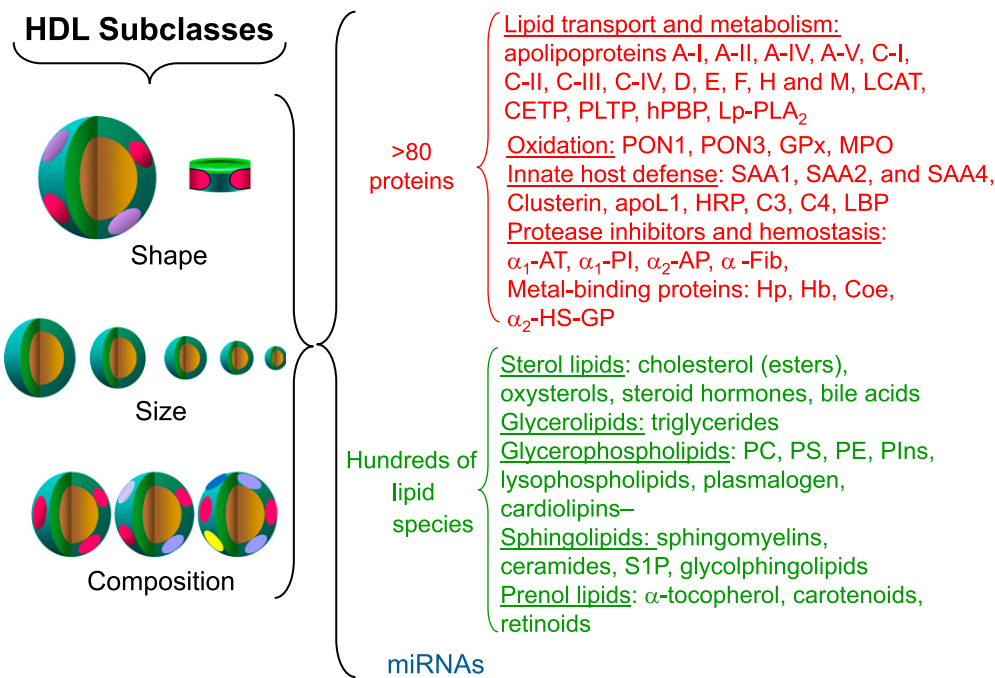 HDL Subclasses
Shape
Size
Composition
>80
proteins
Lipid transport and metabolism:
apolipoproteins A-I, A-II, A-IV, A-V, C-I,
C-II, C-III, C-IV, D, E, F, H and M, LCAT,
CETP, PLTP, hPBP, Lp-PLA₂
Oxidation: PON1, PON3, GPx, MPO
Innate host defense: SAA1, SAA2, and SAA4,
Clusterin, apoL1, HRP, C3, C4, LBP
Protease inhibitors and hemostasis:
α₁-AT, α₁-PI, α₂-AP, α -Fib,
Metal-binding proteins: Hp, Hb, Coe,
α₂-HS-GP
Hundreds of
lipid
species
Sterol lipids: cholesterol (esters),
oxysterols, steroid hormones, bile acids
Glycerolipids: triglycerides
Glycerophospholipids: PC, PS, PE, PIns,
lysophospholipids, plasmalogen,
cardiolipins–
Sphingolipids: sphingomyelins,
ceramides, S1P, glycolphingolipids
Prenol lipids: α-tocopherol, carotenoids,
retinoids
miRNAs